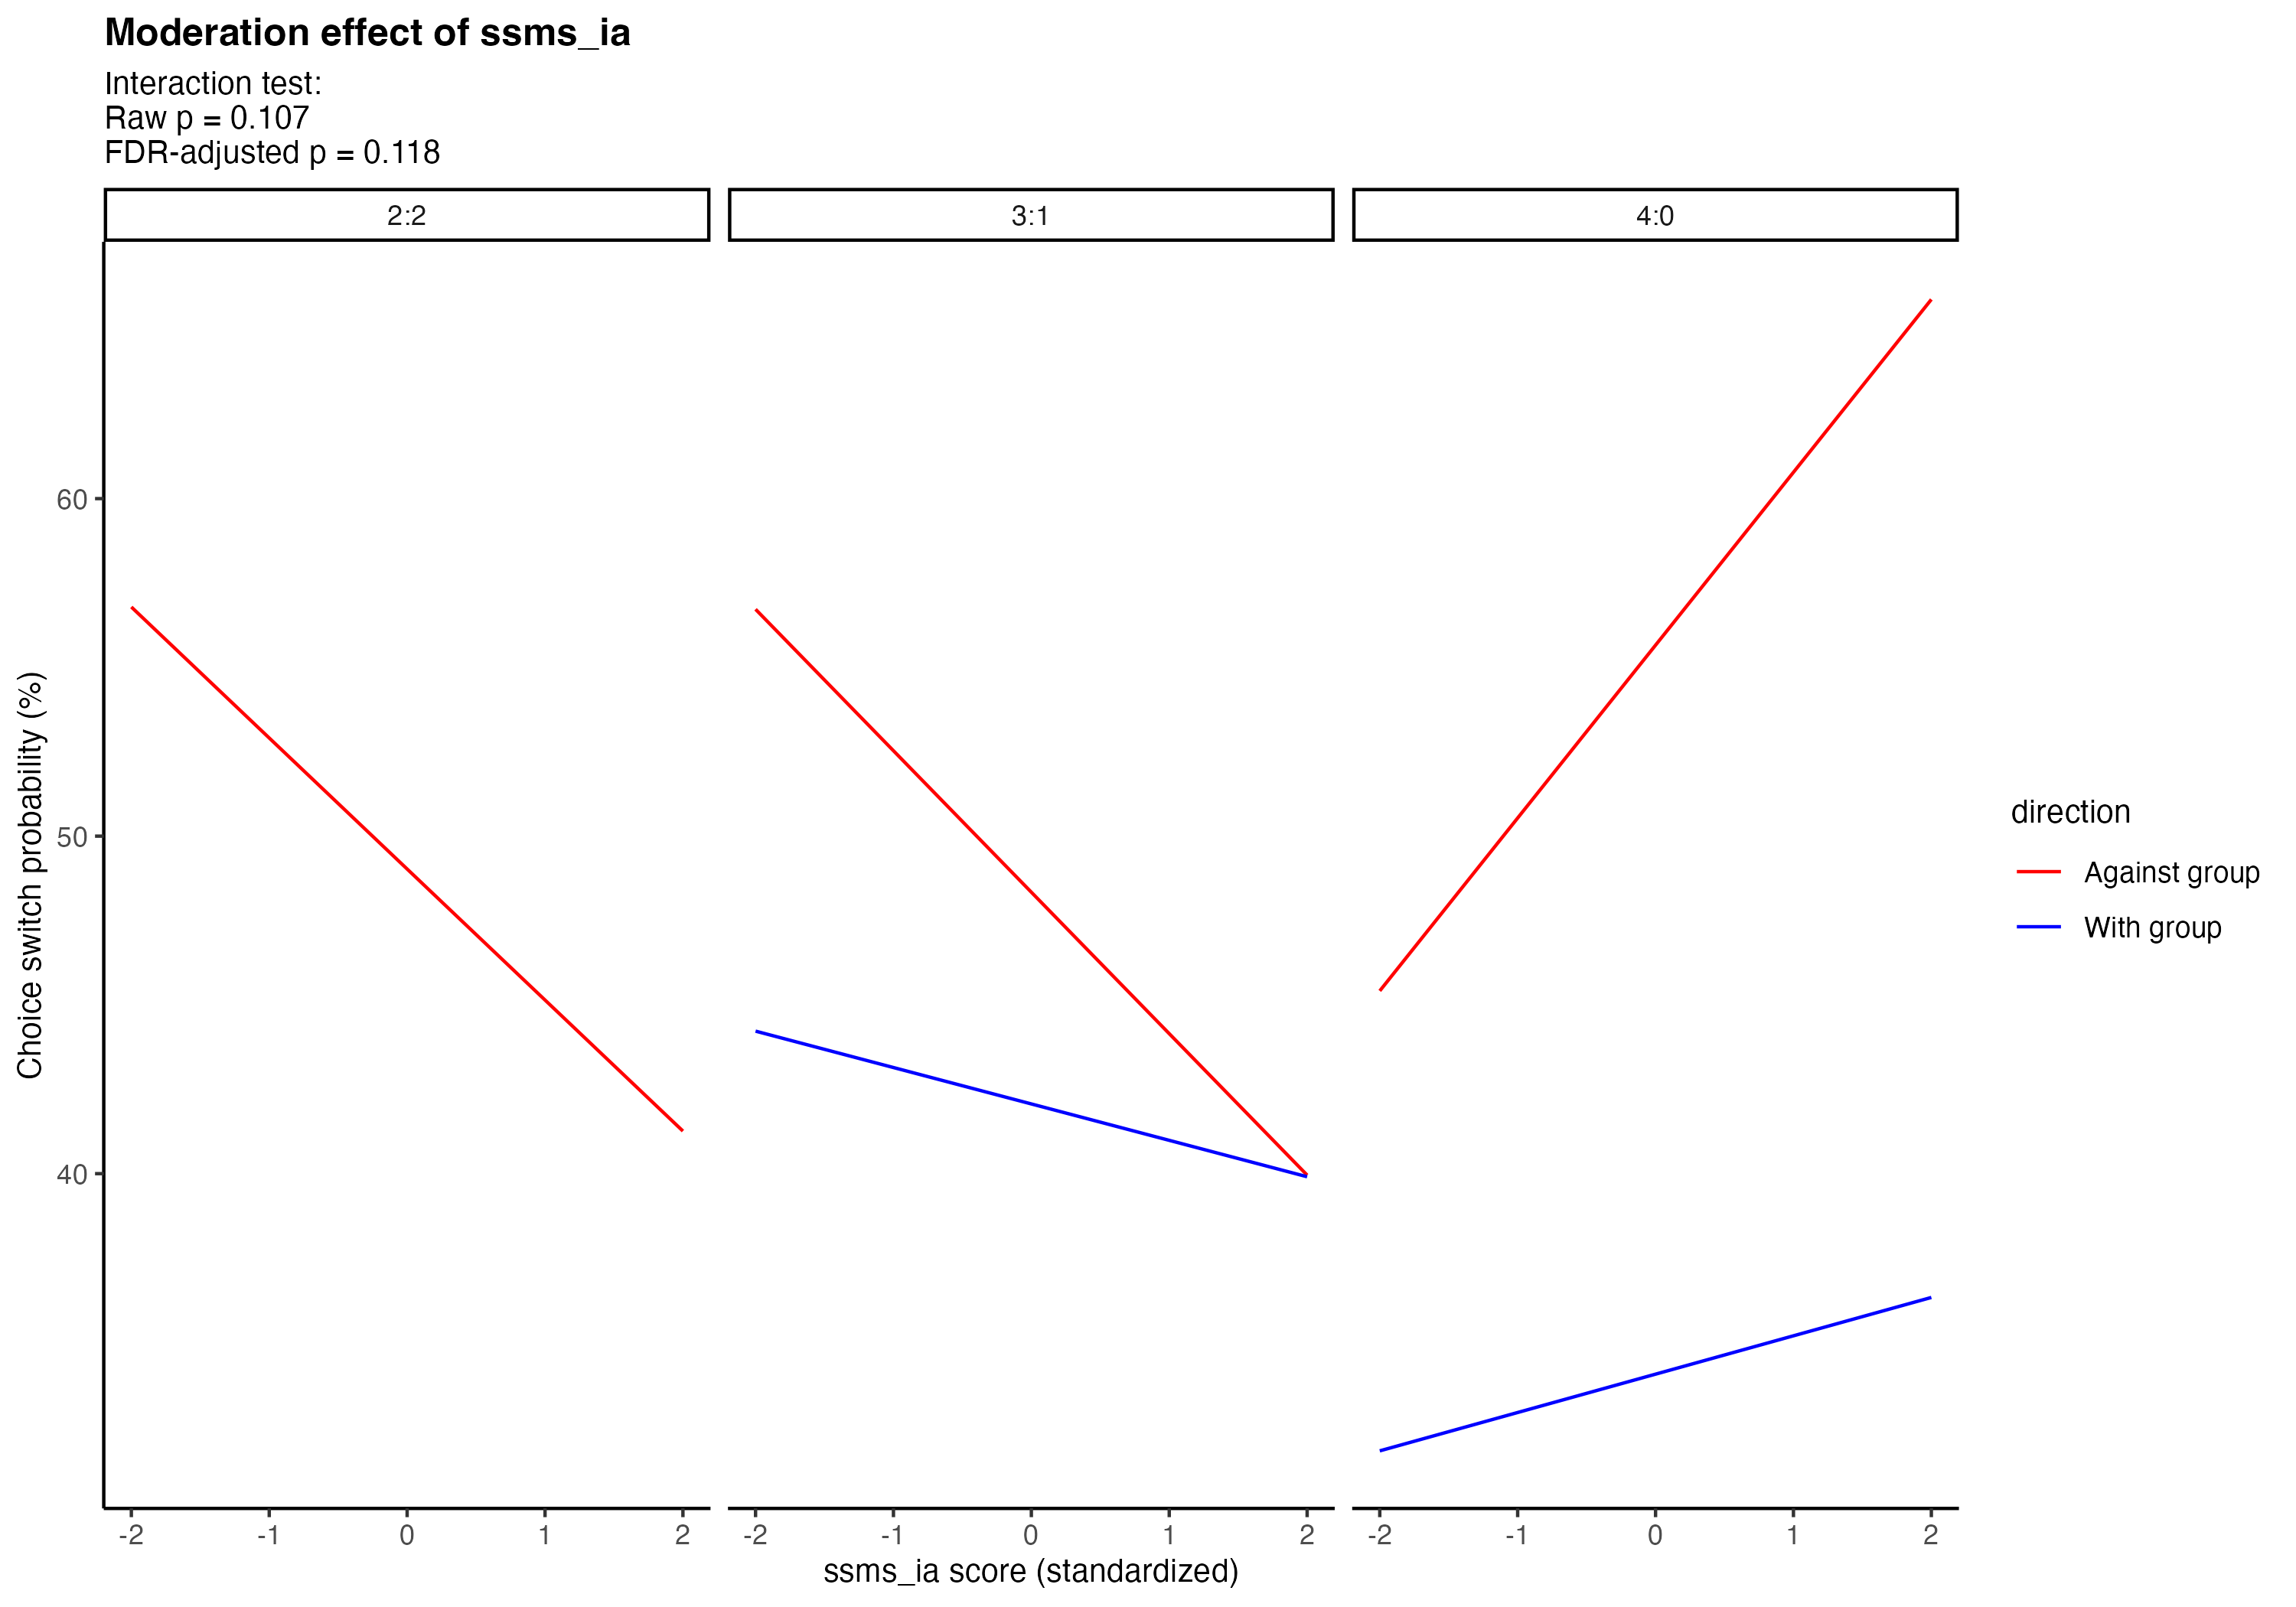 Moderation effect of ssms_ia
Interaction test:
Raw p = 0.107
FDR-adjusted p = 0.118
2:2 3:1 4:0
Choice switch probability (%)
60
50
40
-2 -1 0 1 2 -2 -1 0 1 2 -2 -1 0 1 2
ssms_ia score (standardized)
direction
Against group
With group